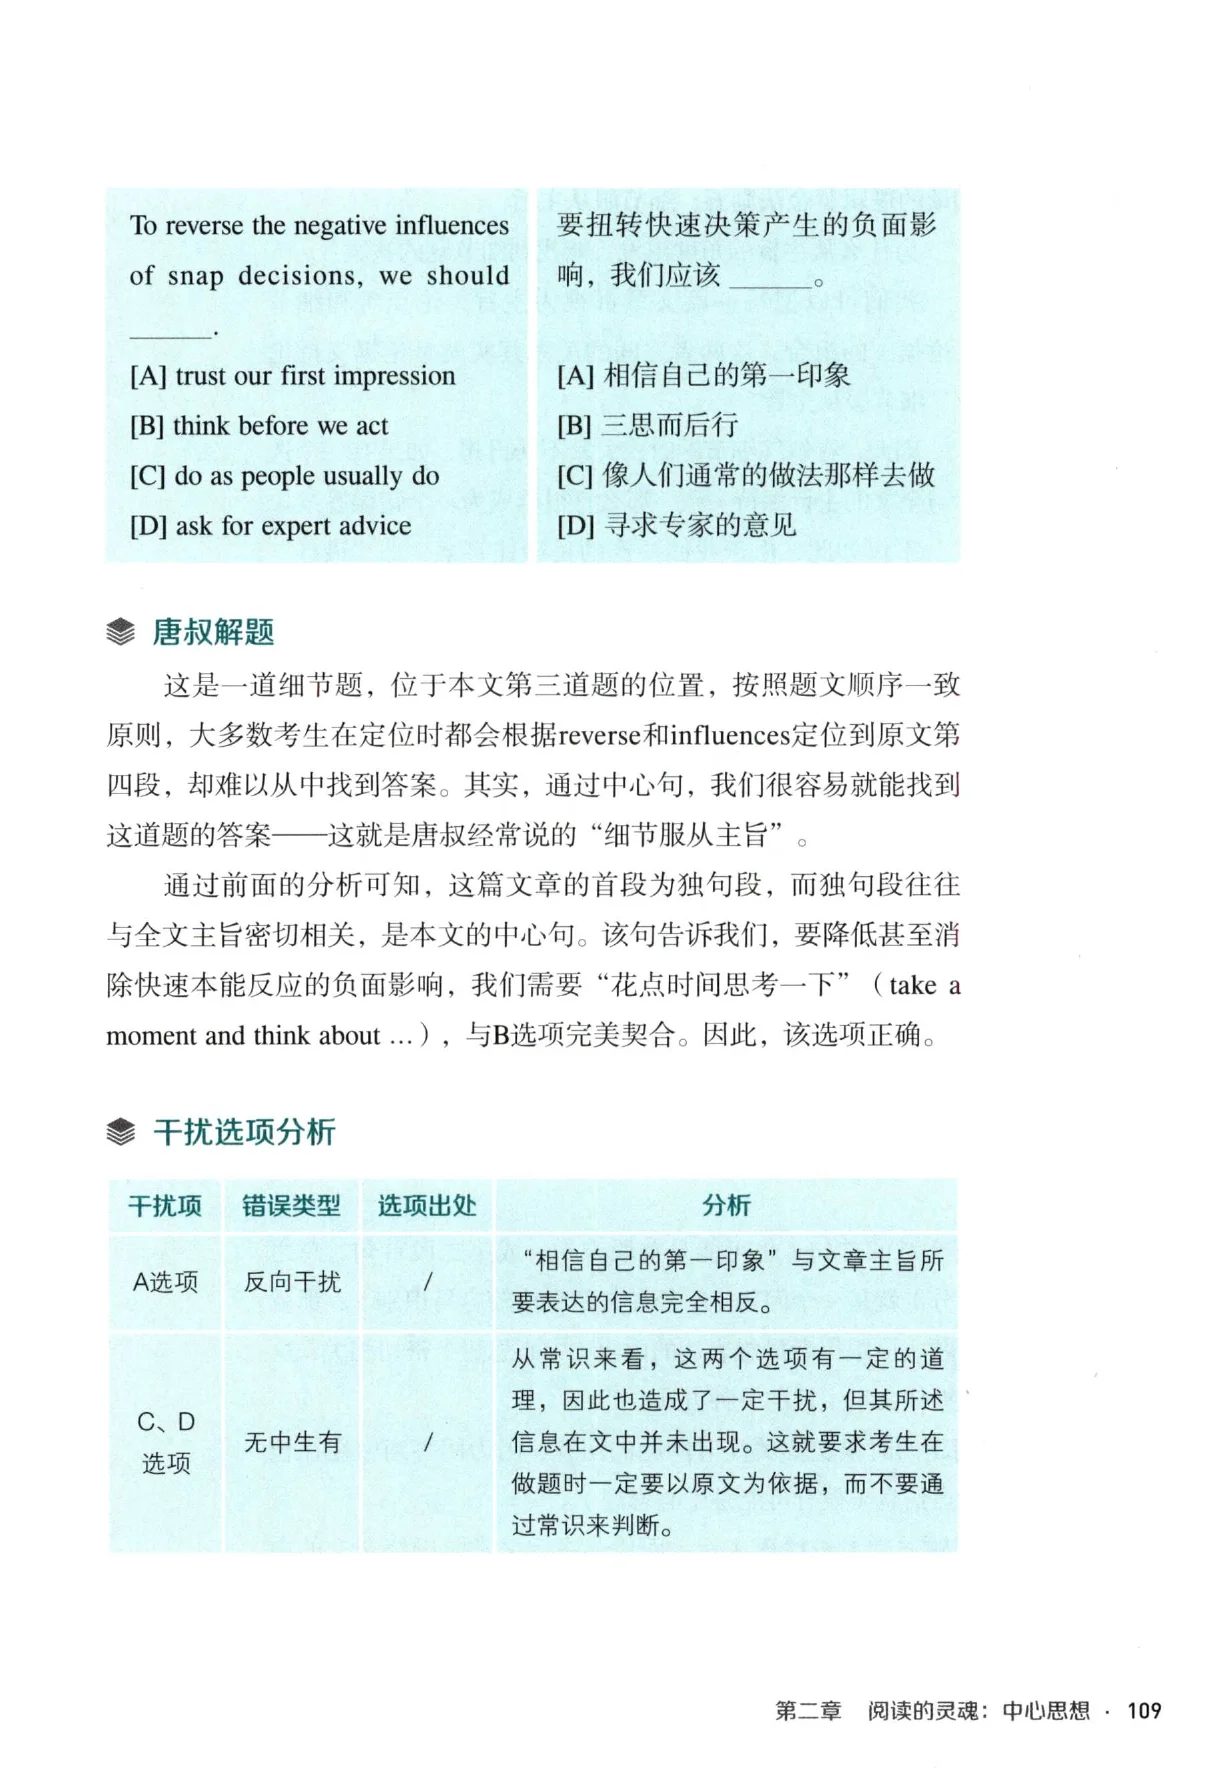 To reverse the negative influences
of snap decisions, we should
______.
[A] trust our first impression
[B] think before we act
[C] do as people usually do
[D] ask for expert advice
要扭转快速决策产生的负面影
响，我们应该______。
[A] 相信自己的第一印象
[B] 三思而后行
[C] 像人们通常的做法那样去做
[D] 寻求专家的意见
唐叔解题
这是一道细节题，位于本文第三道题的位置，按照题文顺序一致
原则，大多数考生在定位时都会根据reverse和influences定位到原文第
四段，却难以从中找到答案。其实，通过中心句，我们很容易就能找到
这道题的答案——这就是唐叔经常说的“细节服从主旨”。
通过前面的分析可知，这篇文章的首段为独句段，而独句段往往
与全文主旨密切相关，是本文的中心句。该句告诉我们，要降低甚至消
除快速本能反应的负面影响，我们需要“花点时间思考一下”（take a
moment and think about ...），与B选项完美契合。因此，该选项正确。
干扰选项分析
干扰项 错误类型 选项出处 分析
A选项 反向干扰 / “相信自己的第一印象”与文章主旨所
要表达的信息完全相反。
C、D
选项
无中生有
/
从常识来看，这两个选项有一定的道
理，因此也造成了一定干扰，但其所述
信息在文中并未出现。这就要求考生在
做题时一定要以原文为依据，而不要通
过常识来判断。
第二章 阅读的灵魂：中心思想 · 109